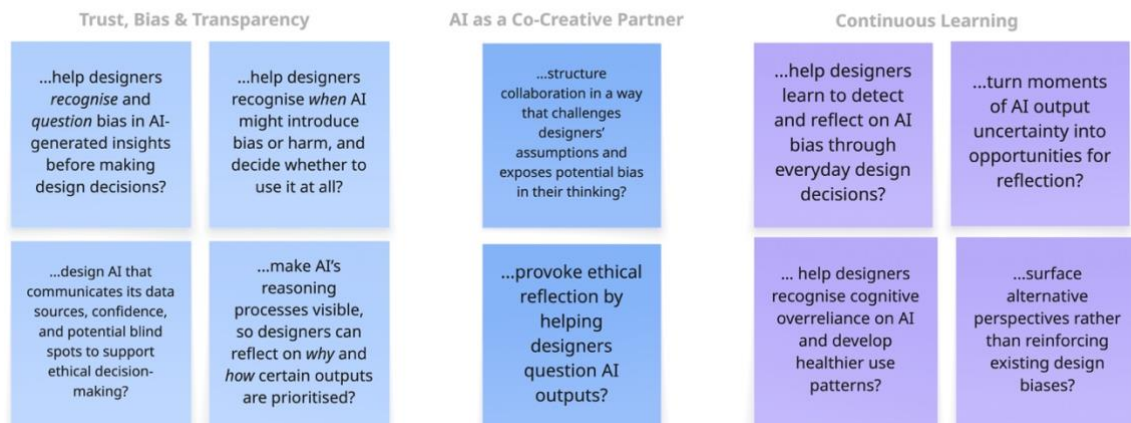 Trust, Bias & Transparency
...help designers
recognise and
question bias in AI-
generated insights
before making
design decisions?
...help designers
recognise when AI
might introduce
bias or harm, and
decide whether to
use it at all?
...design AI that
communicates its data
sources, confidence,
and potential blind
spots to support
ethical decision-
making?
...make AI's
reasoning
processes visible,
so designers can
reflect on why and
how certain outputs
are prioritised?
AI as a Co-Creative Partner
...structure
collaboration in a way
that challenges
designers'
assumptions and
exposes potential bias
in their thinking?
...provoke ethical
reflection by
helping
designers
question AI
outputs?
Continuous Learning
...help designers
learn to detect
and reflect on AI
bias through
everyday design
decisions?
...turn moments
of AI output
uncertainty into
opportunities for
reflection?
... help designers
recognise cognitive
overreliance on AI
and develop
healthier use
patterns?
...surface
alternative
perspectives rather
than reinforcing
existing design
biases?